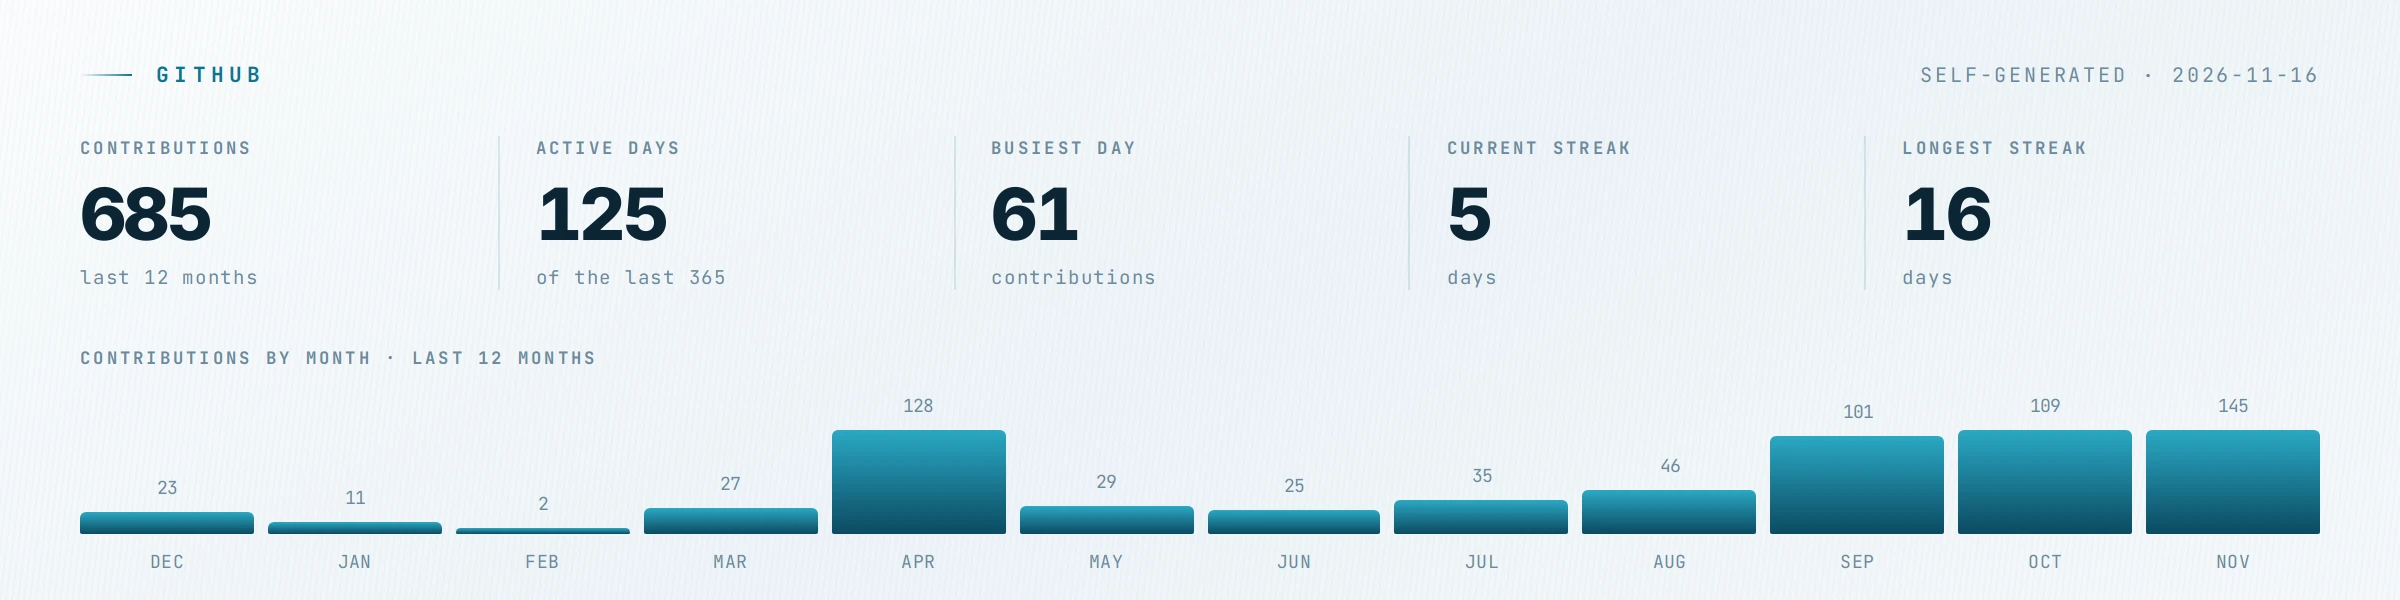 GITHUB
SELF-GENERATED · 2026-11-16
CONTRIBUTIONS
685
last 12 months
ACTIVE DAYS
125
of the last 365
BUSIEST DAY
61
contributions
CURRENT STREAK
5
days
LONGEST STREAK
16
days
CONTRIBUTIONS BY MONTH · LAST 12 MONTHS
23 11 2 27 128 29 25 35 46 101 109 145
DEC JAN FEB MAR APR MAY JUN JUL AUG SEP OCT NOV